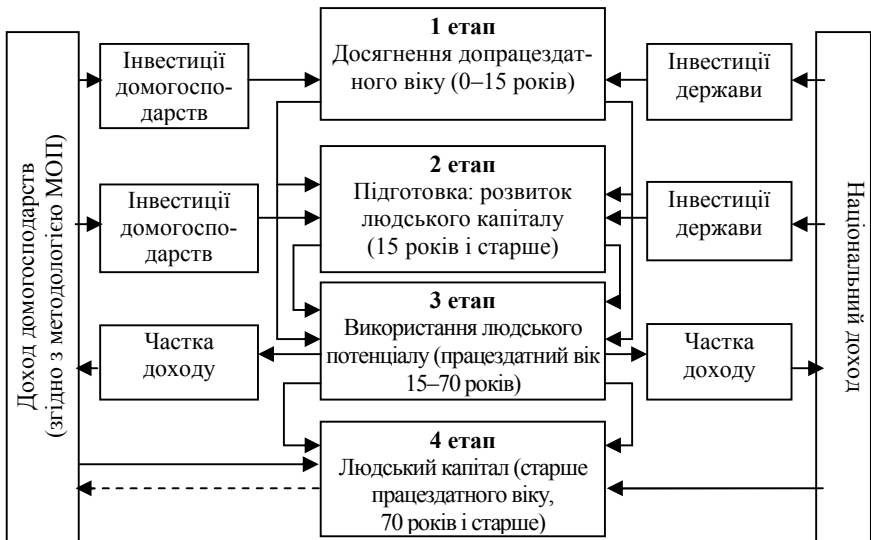 Доход домогосподарств
(згідно з методологією МОП)
Інвестиції
домогоспо-
дарств
1 етап
Досягнення допрацездат-
ного віку (0–15 років)
Інвестиції
держави
Національний доход
Інвестиції
домогоспо-
дарств
2 етап
Підготовка: розвиток
людського капіталу
(15 років і старше)
Інвестиції
держави
Частка
доходу
3 етап
Використання людського
потенціалу (працездатний вік
15–70 років)
Частка
доходу
4 етап
Людський капітал (старше
працездатного віку,
70 років і старше)